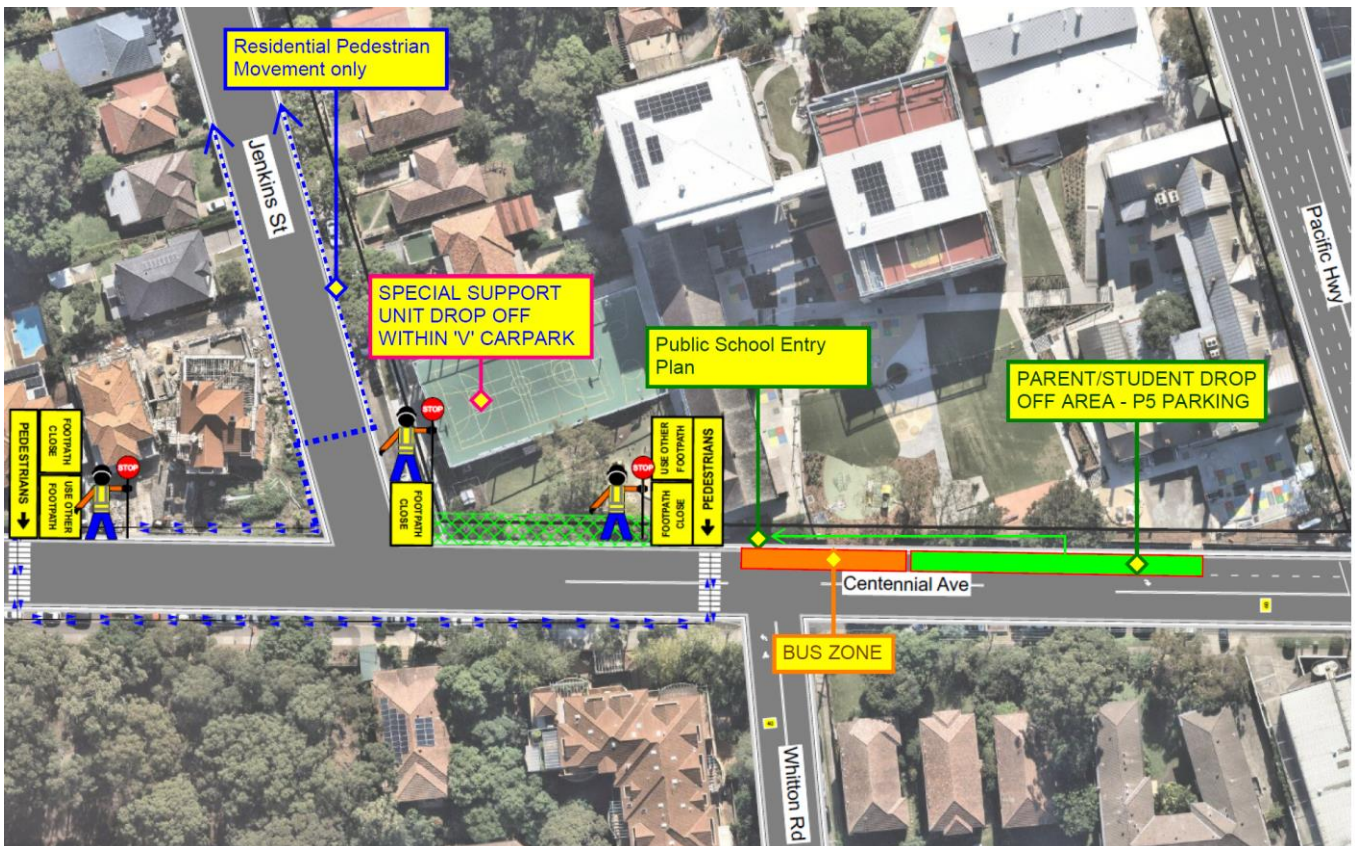 Residential Pedestrian
Movement only
Jenkins St
Pacific Hwy
SPECIAL SUPPORT
UNIT DROP OFF
WITHIN 'V' CARPARK
Public School Entry
Plan
PARENT/STUDENT DROP
OFF AREA - P5 PARKING
PEDESTRIANS
FOOTPATH
CLOSE
USE OTHER
FOOTPATH
STOP
STOP
FOOTPATH
CLOSE
STOP
USE OTHER
FOOTPATH
FOOTPATH
CLOSE
PEDESTRIANS
Centennial Ave
BUS ZONE
Whitton Rd